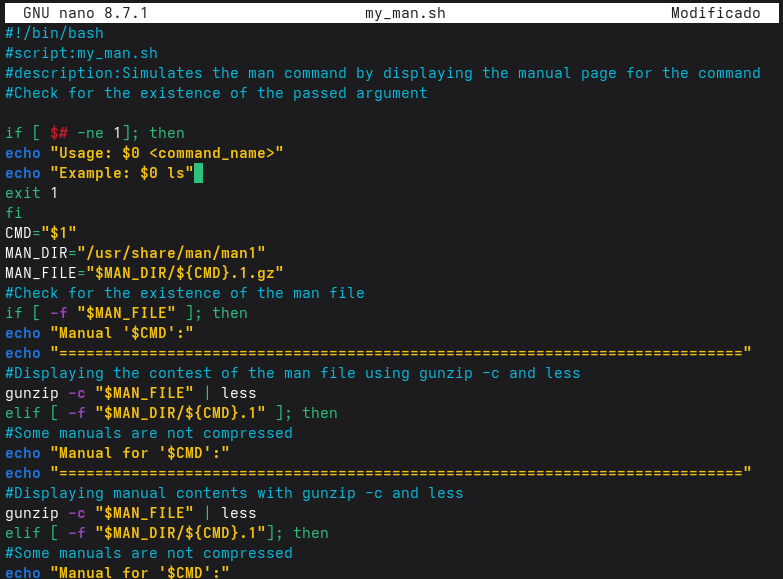 GNU nano 8.7.1 my_man.sh Modificado
#!/bin/bash
#script:my_man.sh
#description:Simulates the man command by displaying the manual page for the command
#Check for the existence of the passed argument
if [ $# -ne 1]; then
echo "Usage: $0 <command_name>"
echo "Example: $0 ls"
exit 1
fi
CMD="$1"
MAN_DIR="/usr/share/man/man1"
MAN_FILE="$MAN_DIR/${CMD}.1.gz"
#Check for the existence of the man file
if [ -f "$MAN_FILE" ]; then
echo "Manual '$CMD':"
echo "============================================================================"
#Displaying the contest of the man file using gunzip -c and less
gunzip -c "$MAN_FILE" | less
elif [ -f "$MAN_DIR/${CMD}.1" ]; then
#Some manuals are not compressed
echo "Manual for '$CMD':"
echo "============================================================================"
#Displaying manual contents with gunzip -c and less
gunzip -c "$MAN_FILE" | less
elif [ -f "$MAN_DIR/${CMD}.1"]; then
#Some manuals are not compressed
echo "Manual for '$CMD':"